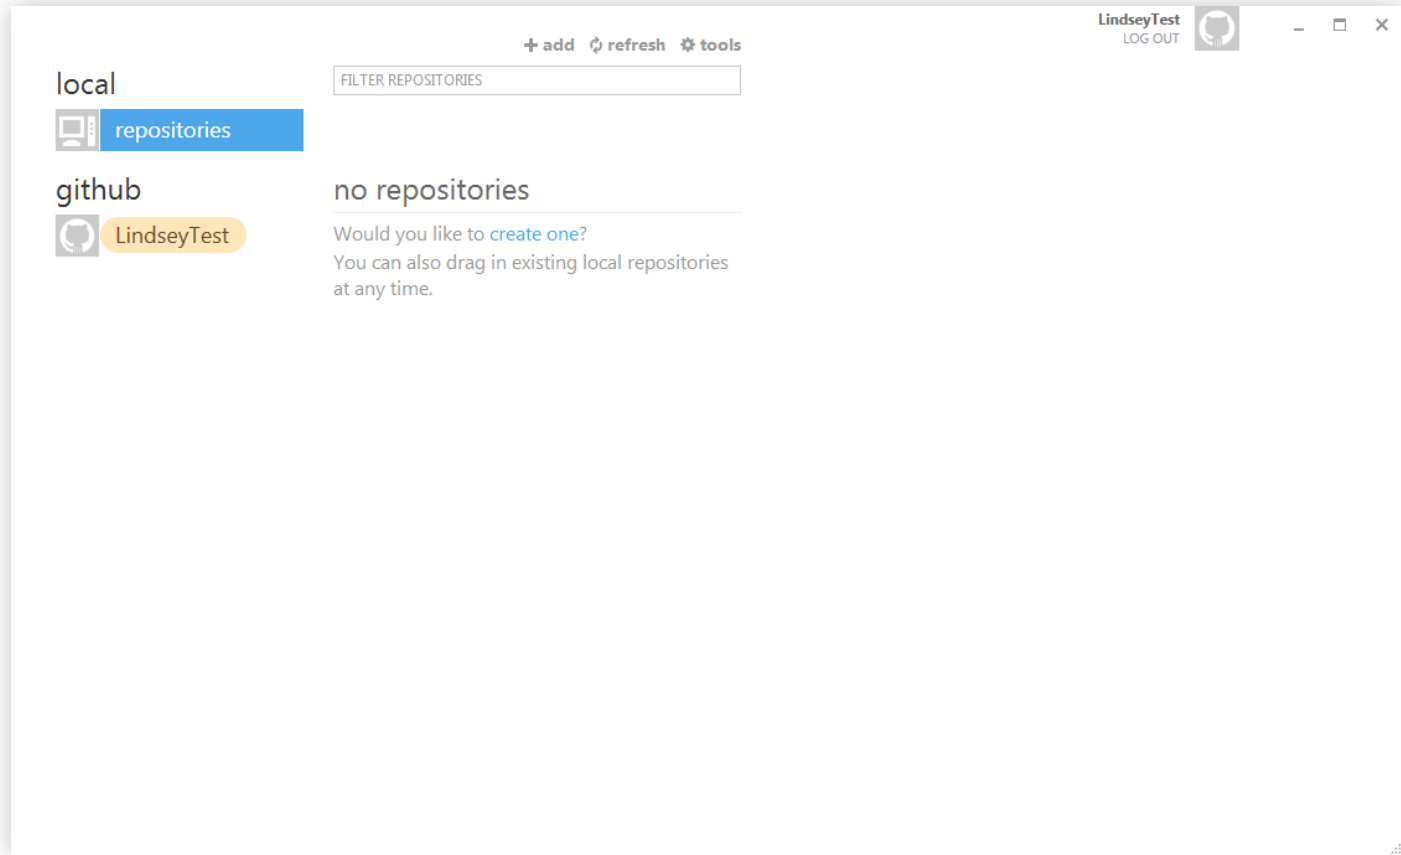 LindseyTest
LOG OUT
add refresh tools
local
FILTER REPOSITORIES
repositories
github
no repositories
LindseyTest
Would you like to create one?
You can also drag in existing local repositories
at any time.